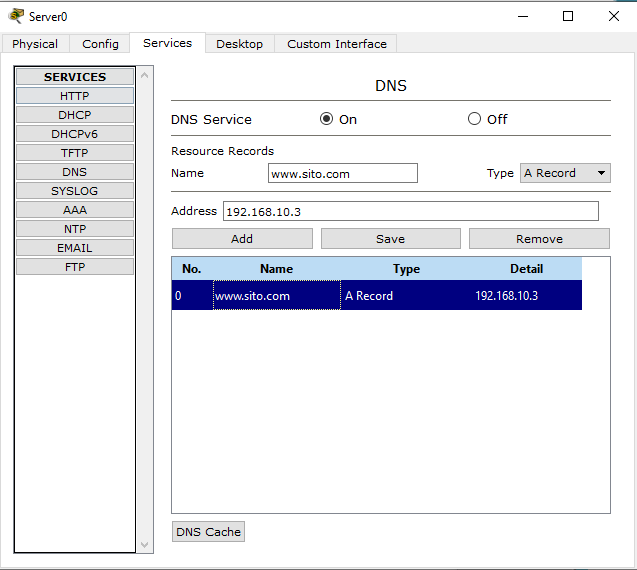 Server0
Physical Config Services Desktop Custom Interface
SERVICES
HTTP
DHCP
DHCPv6
TFTP
DNS
SYSLOG
AAA
NTP
EMAIL
FTP
DNS
DNS Service On Off
Resource Records
Name www.sito.com Type A Record
Address 192.168.10.3
Add Save Remove
No. Name Type Detail
0 www.sito.com A Record 192.168.10.3
DNS Cache